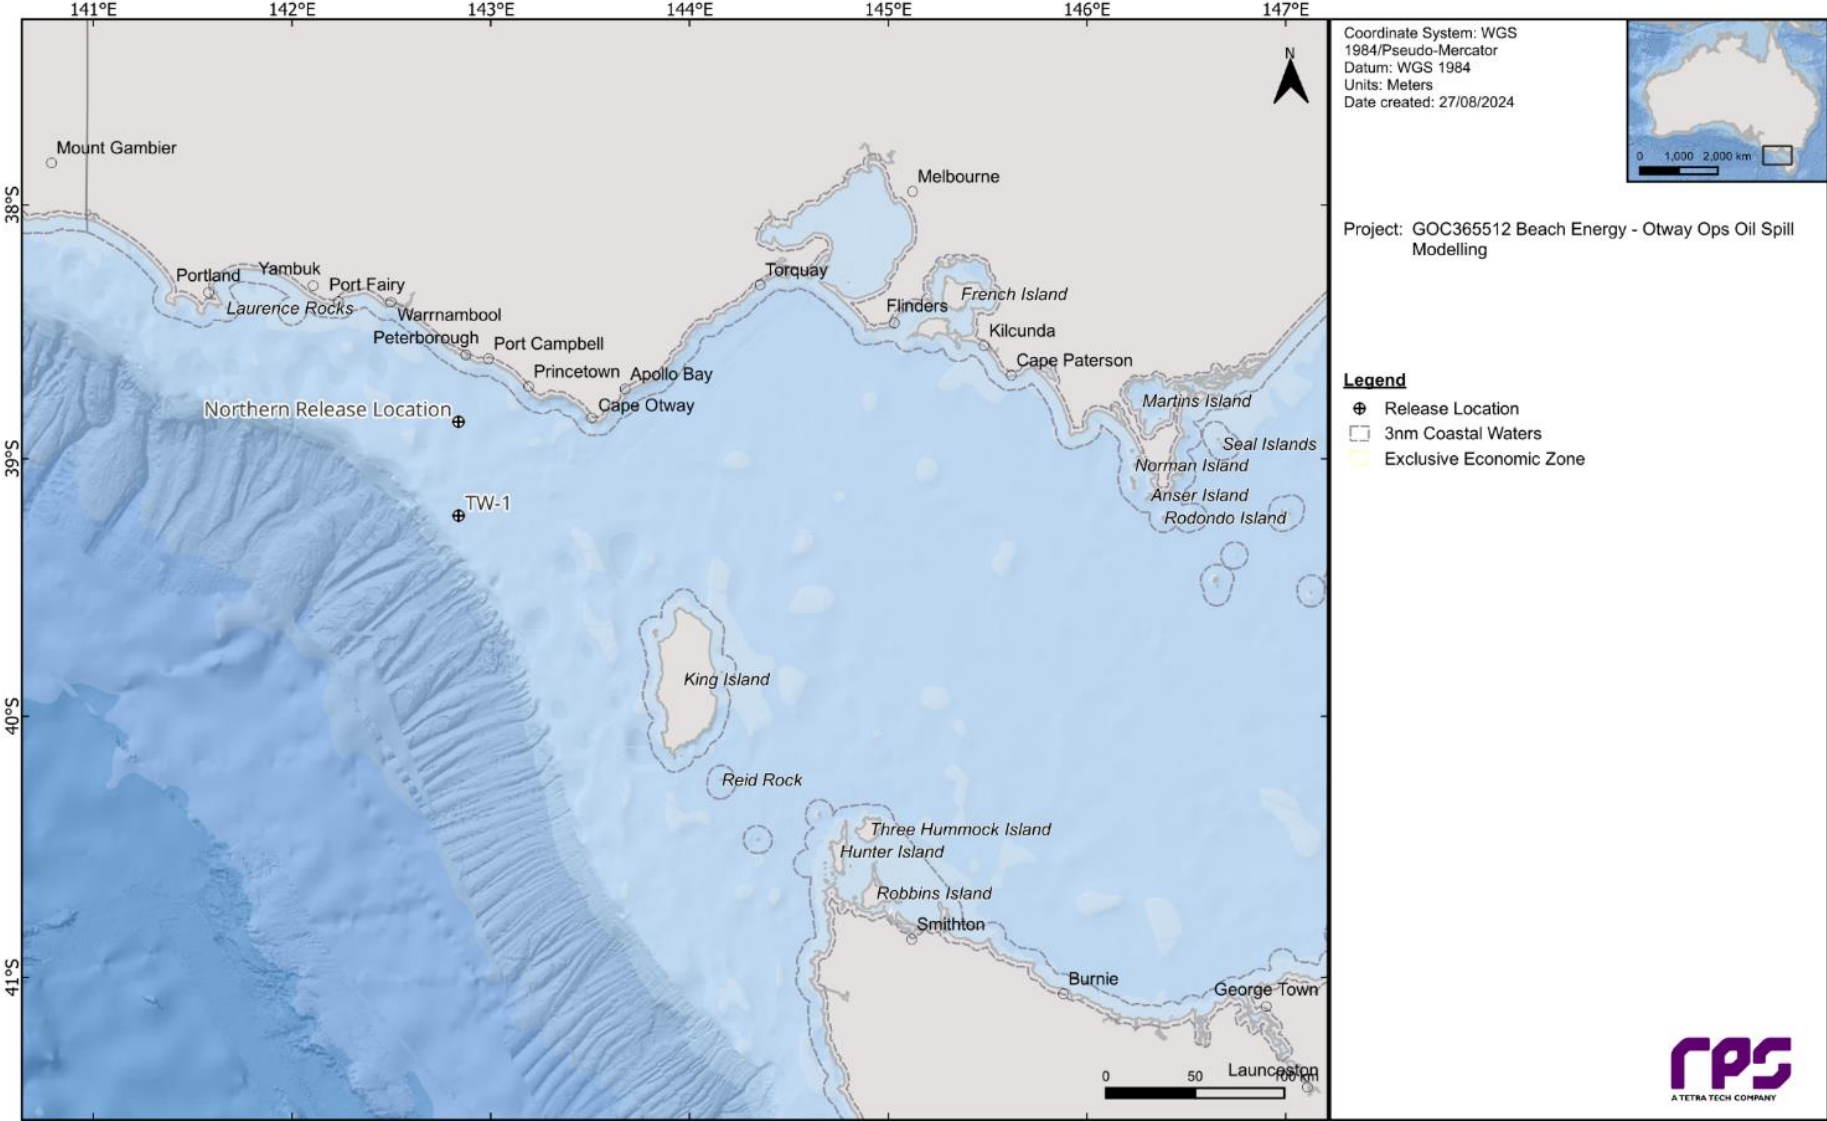 141°E 142°E 143°E 144°E 145°E 146°E 147°E
38°S
39°S
40°S
41°S
N
Mount Gambier
Melbourne
Portland
Yambuk
Port Fairy
Laurence Rocks
Warrnambool
Peterborough
Port Campbell
Princetown
Apollo Bay
Cape Otway
Torquay
Flinders
French Island
Kilcunda
Cape Paterson
Northern Release Location
TW-1
Martins Island
Seal Islands
Norman Island
Anser Island
Rodondo Island
King Island
Reid Rock
Three Hummock Island
Hunter Island
Robbins Island
Smithton
Burnie
George Town
Launceston
0 50 100 km
Coordinate System: WGS
1984/Pseudo-Mercator
Datum: WGS 1984
Units: Meters
Date created: 27/08/2024
0 1,000 2,000 km
Project: GOC365512 Beach Energy - Otway Ops Oil Spill
Modelling
Legend
Release Location
3nm Coastal Waters
Exclusive Economic Zone
rps
A TETRA TECH COMPANY